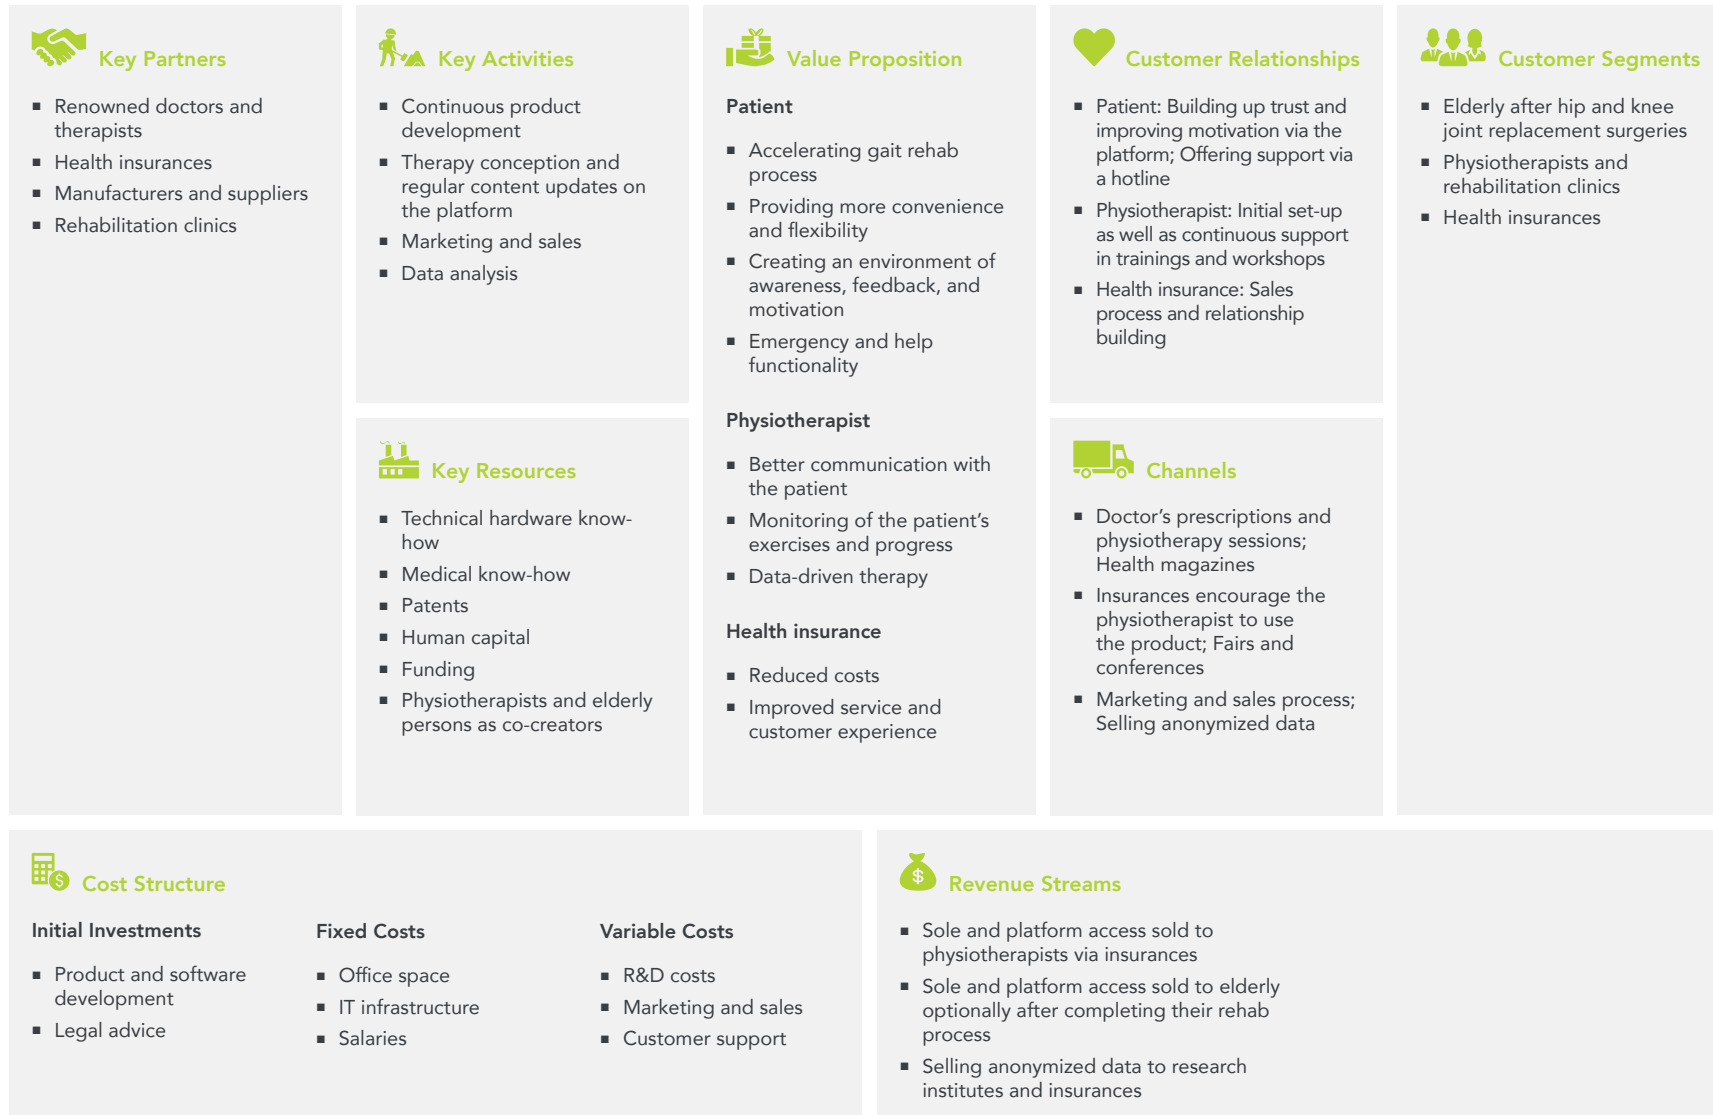 Key Partners
▪ Renowned doctors and
therapists
▪ Health insurances
▪ Manufacturers and suppliers
▪ Rehabilitation clinics
Key Activities
▪ Continuous product
development
▪ Therapy conception and
regular content updates on
the platform
▪ Marketing and sales
▪ Data analysis
Key Resources
▪ Technical hardware know-
how
▪ Medical know-how
▪ Patents
▪ Human capital
▪ Funding
▪ Physiotherapists and elderly
persons as co-creators
Value Proposition
Patient
▪ Accelerating gait rehab
process
▪ Providing more convenience
and flexibility
▪ Creating an environment of
awareness, feedback, and
motivation
▪ Emergency and help
functionality
Physiotherapist
▪ Better communication with
the patient
▪ Monitoring of the patient’s
exercises and progress
▪ Data-driven therapy
Health insurance
▪ Reduced costs
▪ Improved service and
customer experience
Customer Relationships
▪ Patient: Building up trust and
improving motivation via the
platform; Offering support via
a hotline
▪ Physiotherapist: Initial set-up
as well as continuous support
in trainings and workshops
▪ Health insurance: Sales
process and relationship
building
Channels
▪ Doctor’s prescriptions and
physiotherapy sessions;
Health magazines
▪ Insurances encourage the
physiotherapist to use
the product; Fairs and
conferences
▪ Marketing and sales process;
Selling anonymized data
Customer Segments
▪ Elderly after hip and knee
joint replacement surgeries
▪ Physiotherapists and
rehabilitation clinics
▪ Health insurances
$ Cost Structure
Initial Investments
▪ Product and software
development
▪ Legal advice
Fixed Costs
▪ Office space
▪ IT infrastructure
▪ Salaries
Variable Costs
▪ R&D costs
▪ Marketing and sales
▪ Customer support
$ Revenue Streams
▪ Sole and platform access sold to
physiotherapists via insurances
▪ Sole and platform access sold to elderly
optionally after completing their rehab
process
▪ Selling anonymized data to research
institutes and insurances